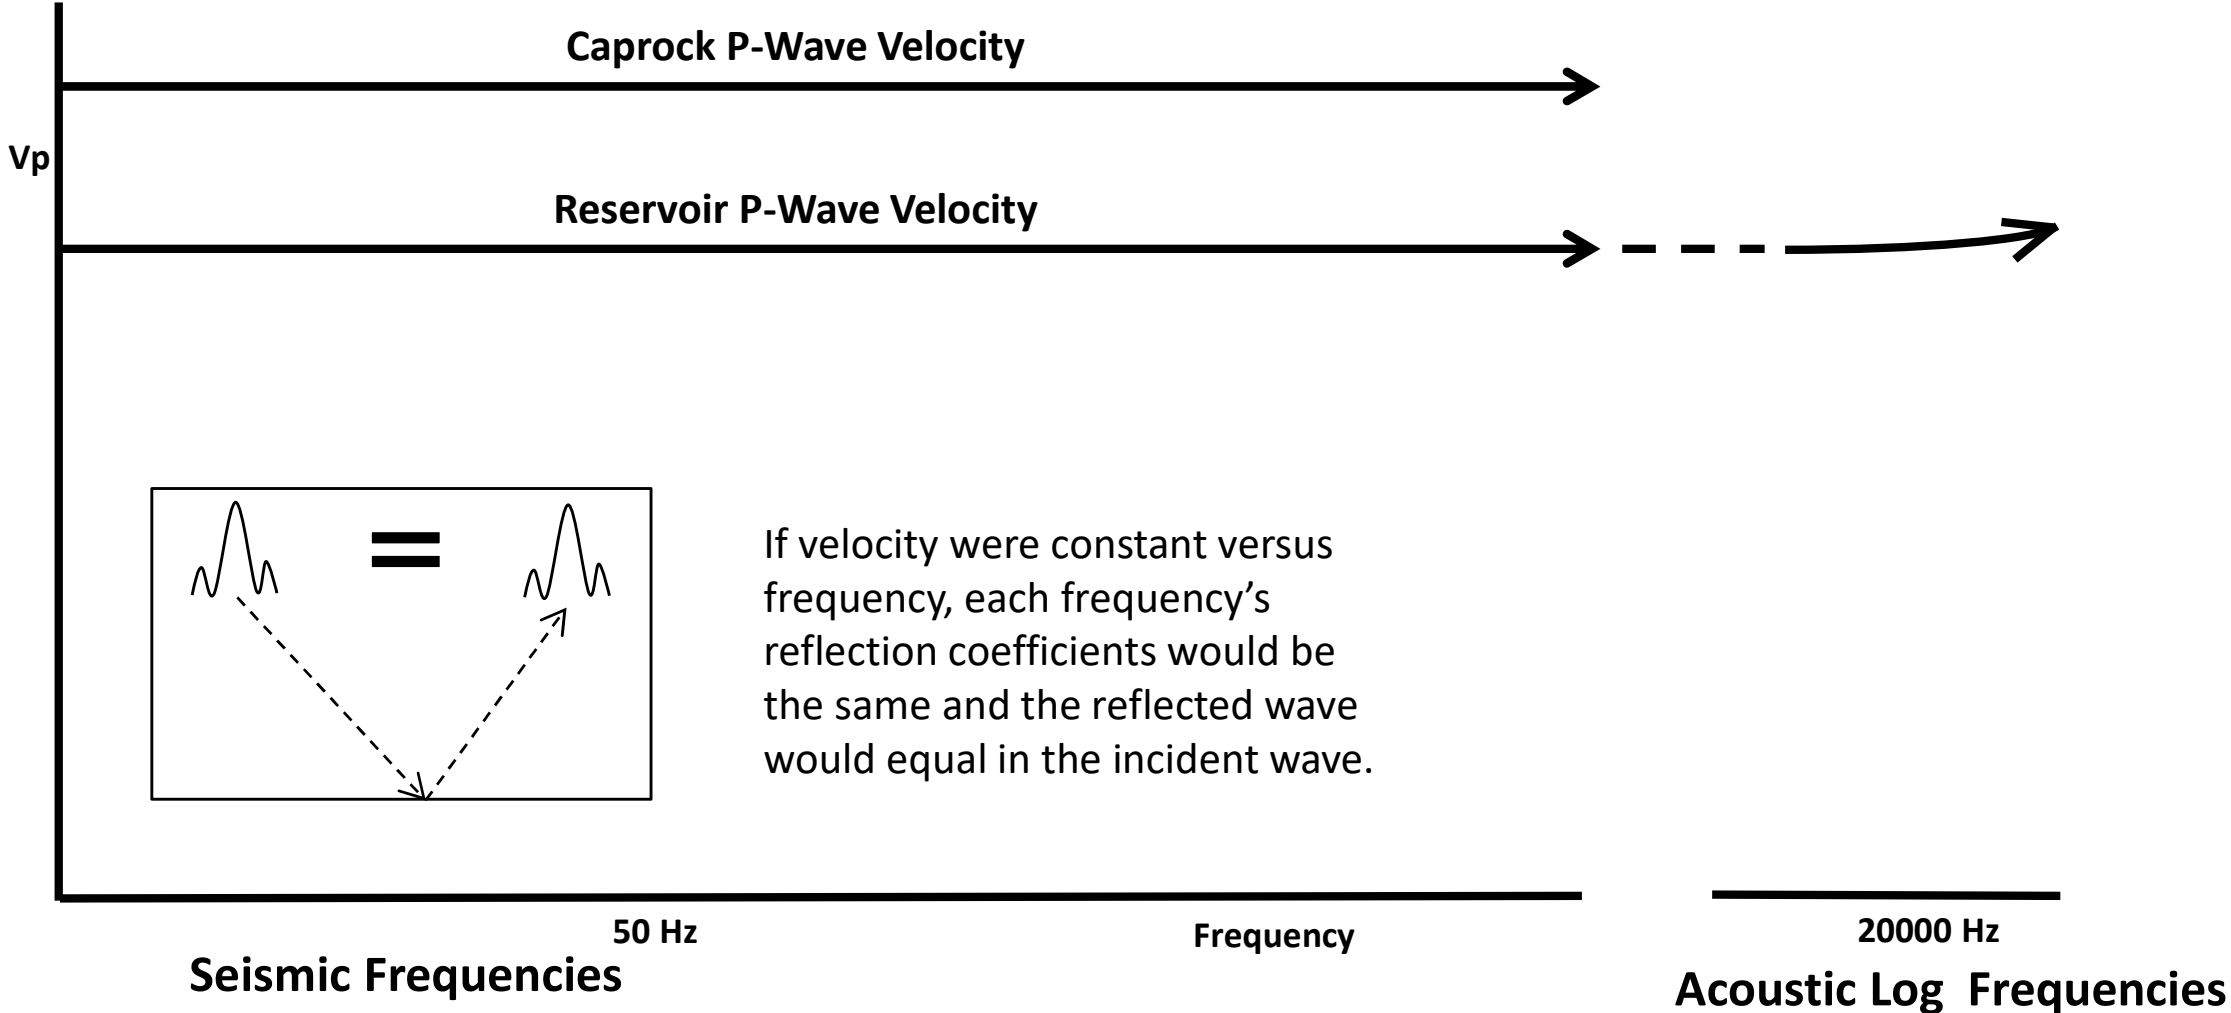 Caprock P-Wave Velocity
Vp
Reservoir P-Wave Velocity
=
If velocity were constant versus
frequency, each frequency’s
reflection coefficients would be
the same and the reflected wave
would equal in the incident wave.
50 Hz
Frequency
20000 Hz
Seismic Frequencies
Acoustic Log  Frequencies